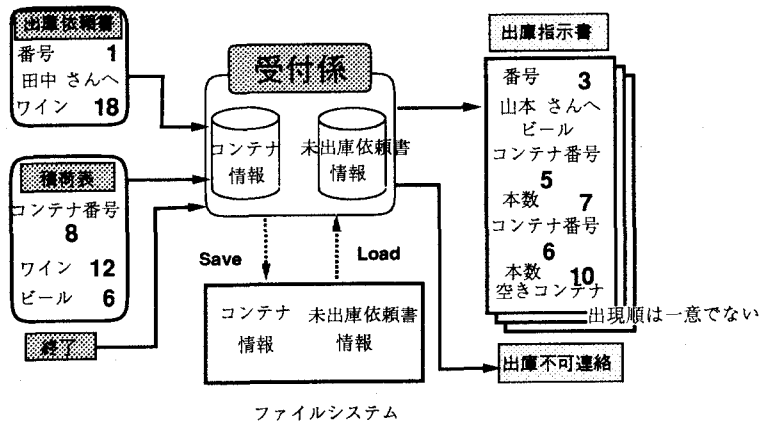 出庫依頼書
番号 1
田中 さんへ
ワイン 18
積荷表
コンテナ番号
8
ワイン 12
ビール 6
終了
受付係
コンテナ
情報
未出庫依頼書
情報
Save
Load
コンテナ
情報
未出庫依頼書
情報
ファイルシステム
出庫指示書
番号 3
山本 さんへ
ビール
コンテナ番号
5
本数 7
コンテナ番号
6
本数 10
空きコンテナ
出現順は一意でない
出庫不可連絡